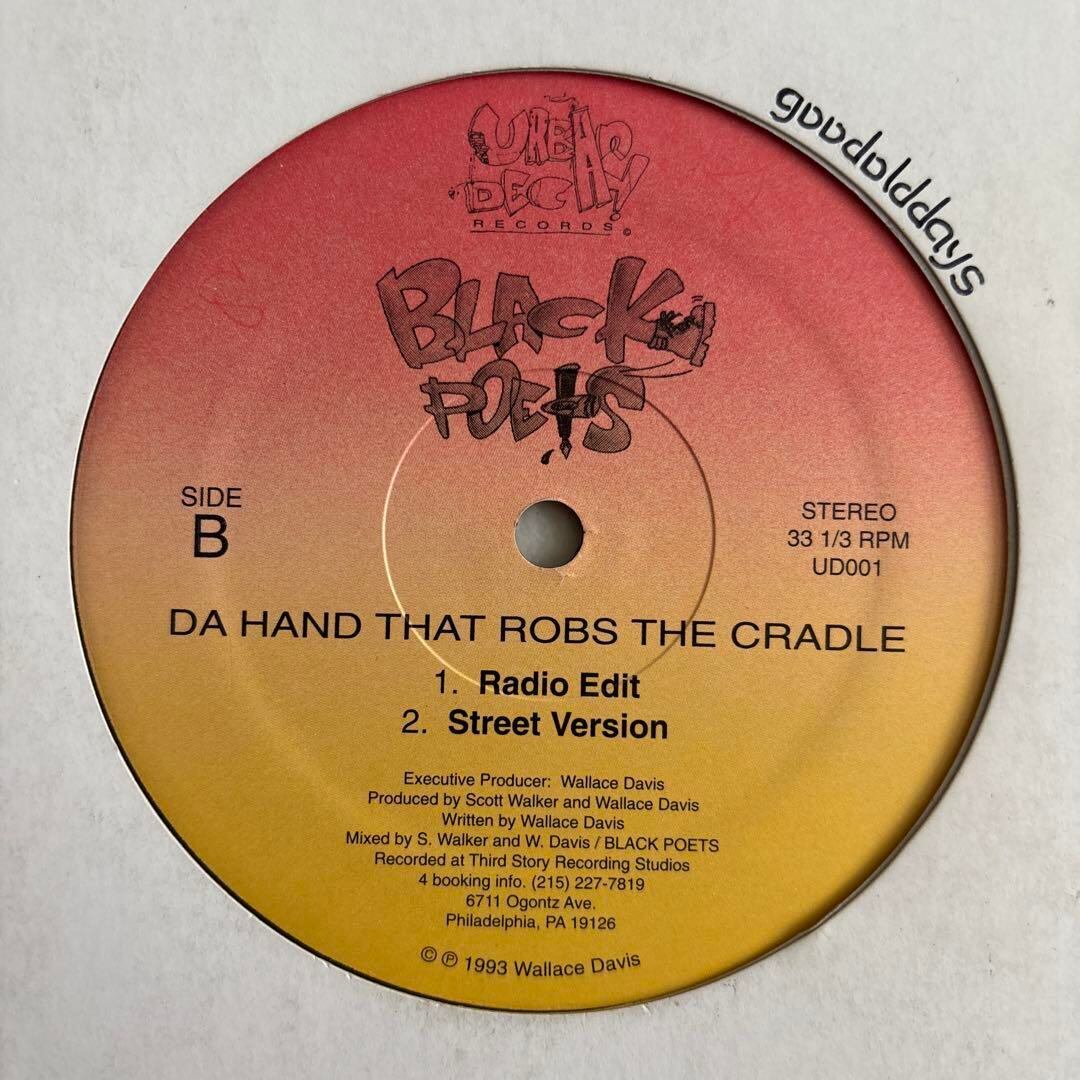 URBAN
DECAY
RECORDS©
BLACK
POETS
gooddolddays
SIDE
B
STEREO
33 1/3 RPM
UD001
DA HAND THAT ROBS THE CRADLE
1. Radio Edit
2. Street Version
Executive Producer: Wallace Davis
Produced by Scott Walker and Wallace Davis
Written by Wallace Davis
Mixed by S. Walker and W. Davis / BLACK POETS
Recorded at Third Story Recording Studios
4 booking info. (215) 227-7819
6711 Ogontz Ave.
Philadelphia, PA 19126
© ℗ 1993 Wallace Davis